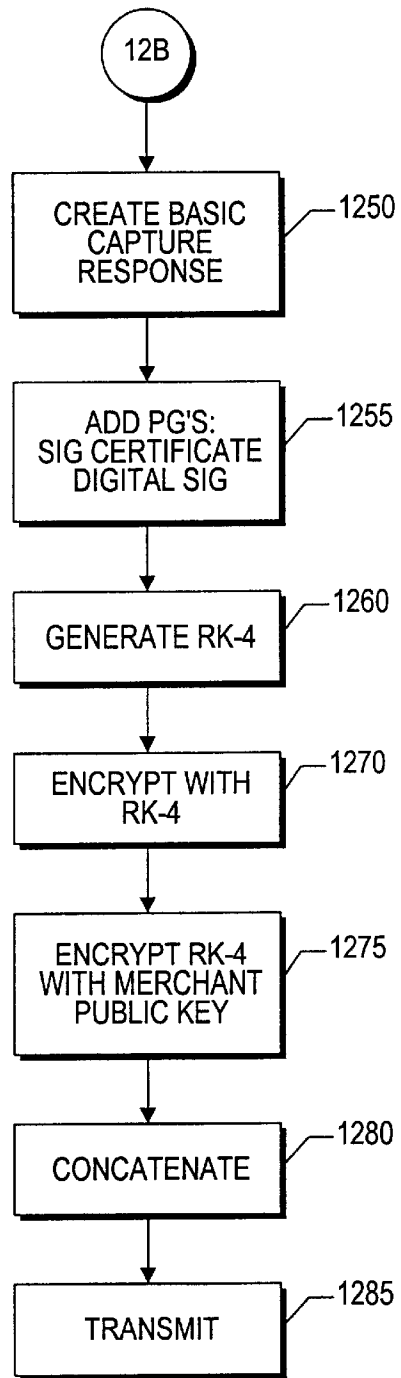 12B
CREATE BASIC
CAPTURE
RESPONSE
1250
ADD PG'S:
SIG CERTIFICATE
DIGITAL SIG
1255
GENERATE RK-4
1260
ENCRYPT WITH
RK-4
1270
ENCRYPT RK-4
WITH MERCHANT
PUBLIC KEY
1275
CONCATENATE
1280
TRANSMIT
1285